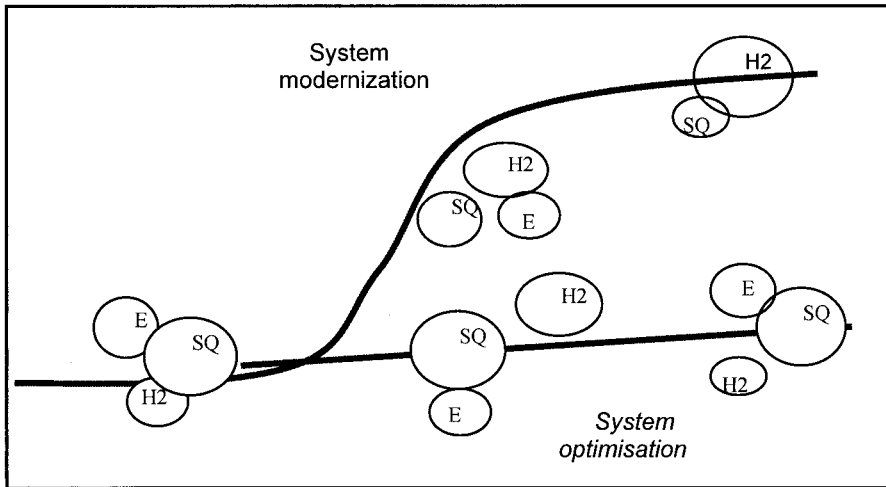 System
modernization
H2
SQ
H2
SQ
E
H2
E
E
SQ
SQ
SQ
H2
H2
E
System
optimisation